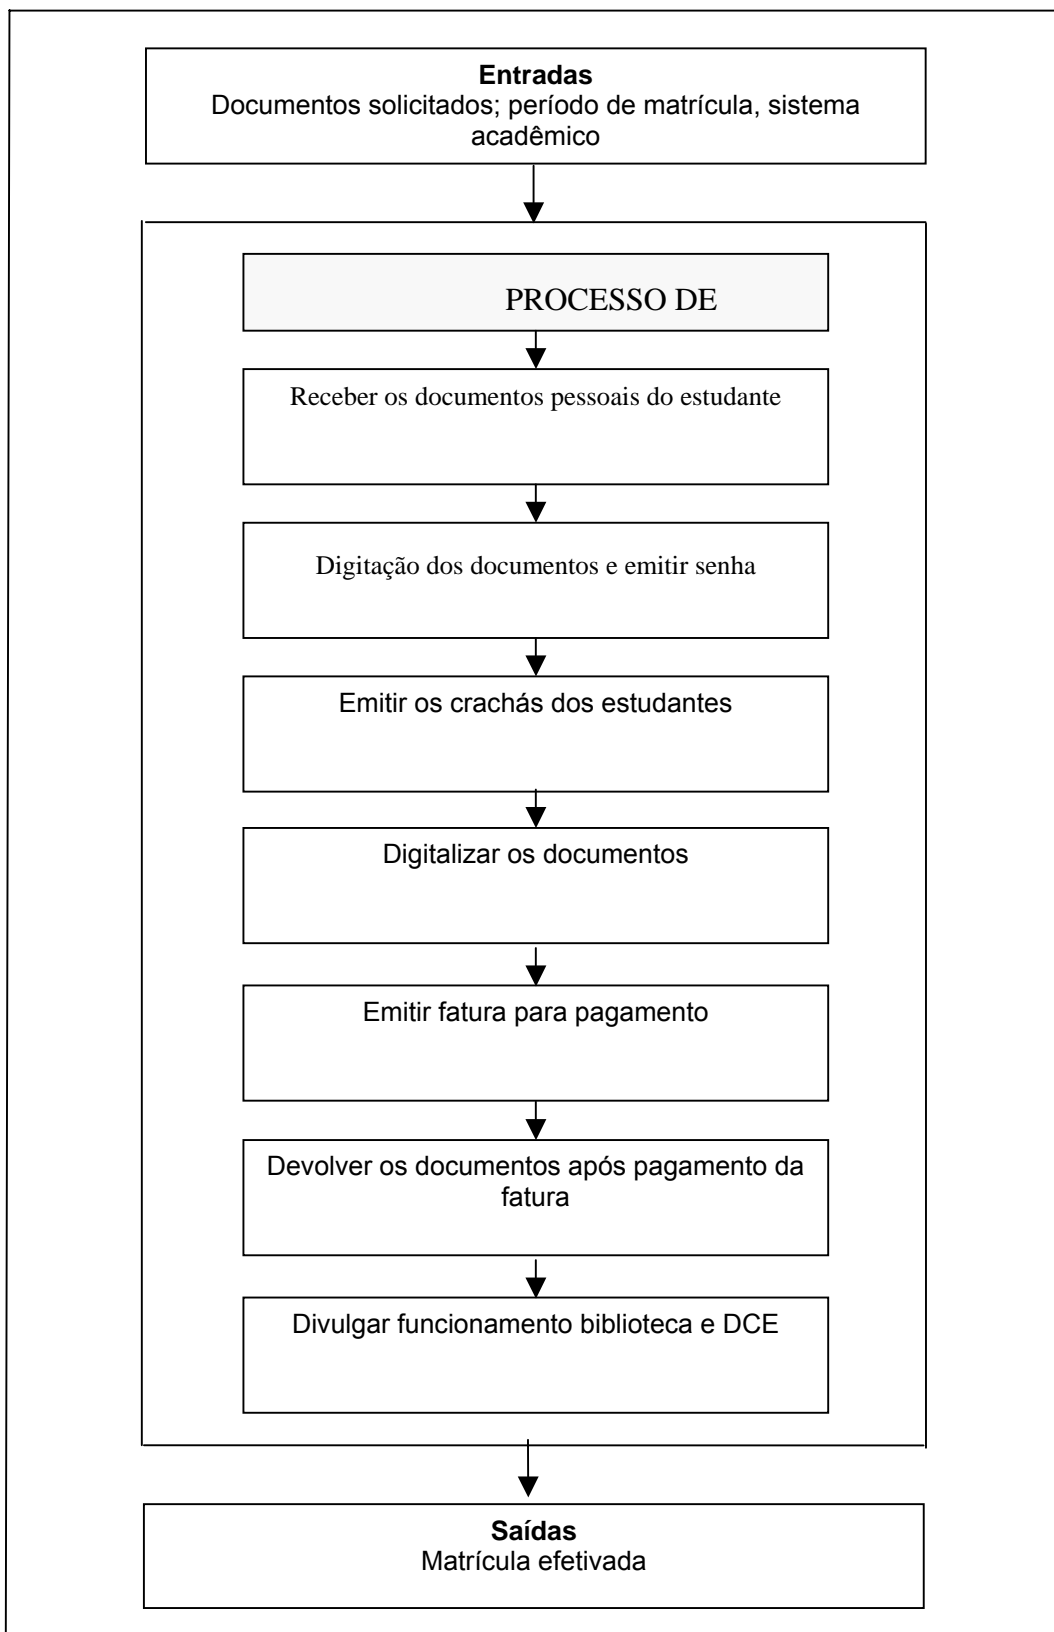 Entradas
Documentos solicitados; período de matrícula, sistema
acadêmico
PROCESSO DE
Receber os documentos pessoais do estudante
Digitação dos documentos e emitir senha
Emitir os crachás dos estudantes
Digitalizar os documentos
Emitir fatura para pagamento
Devolver os documentos após pagamento da
fatura
Divulgar funcionamento biblioteca e DCE
Saídas
Matrícula efetivada